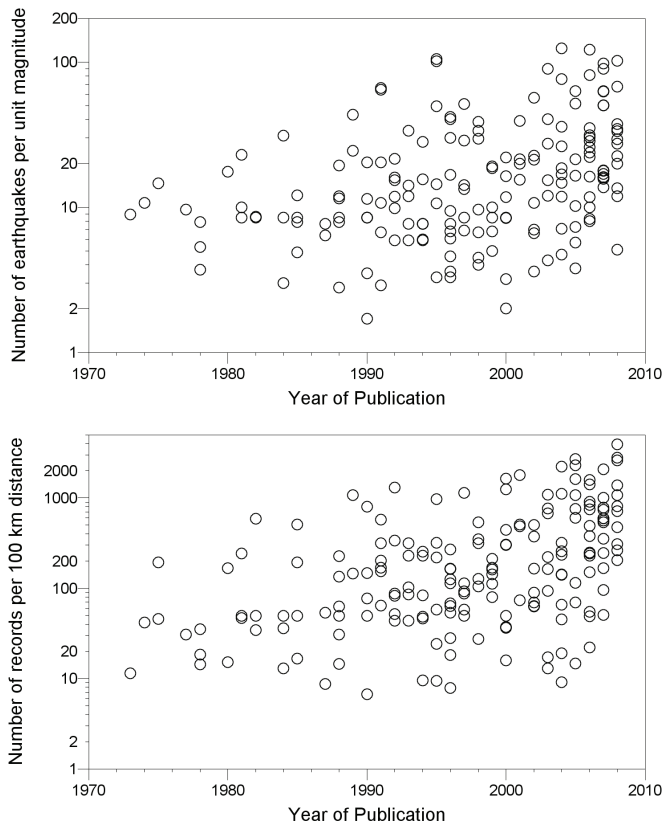 Number of earthquakes per unit magnitude
200
100
20
10
2
1
1970 1980 1990 2000 2010
Year of Publication
Number of records per 100 km distance
2000
1000
200
100
20
10
2
1
1970 1980 1990 2000 2010
Year of Publication